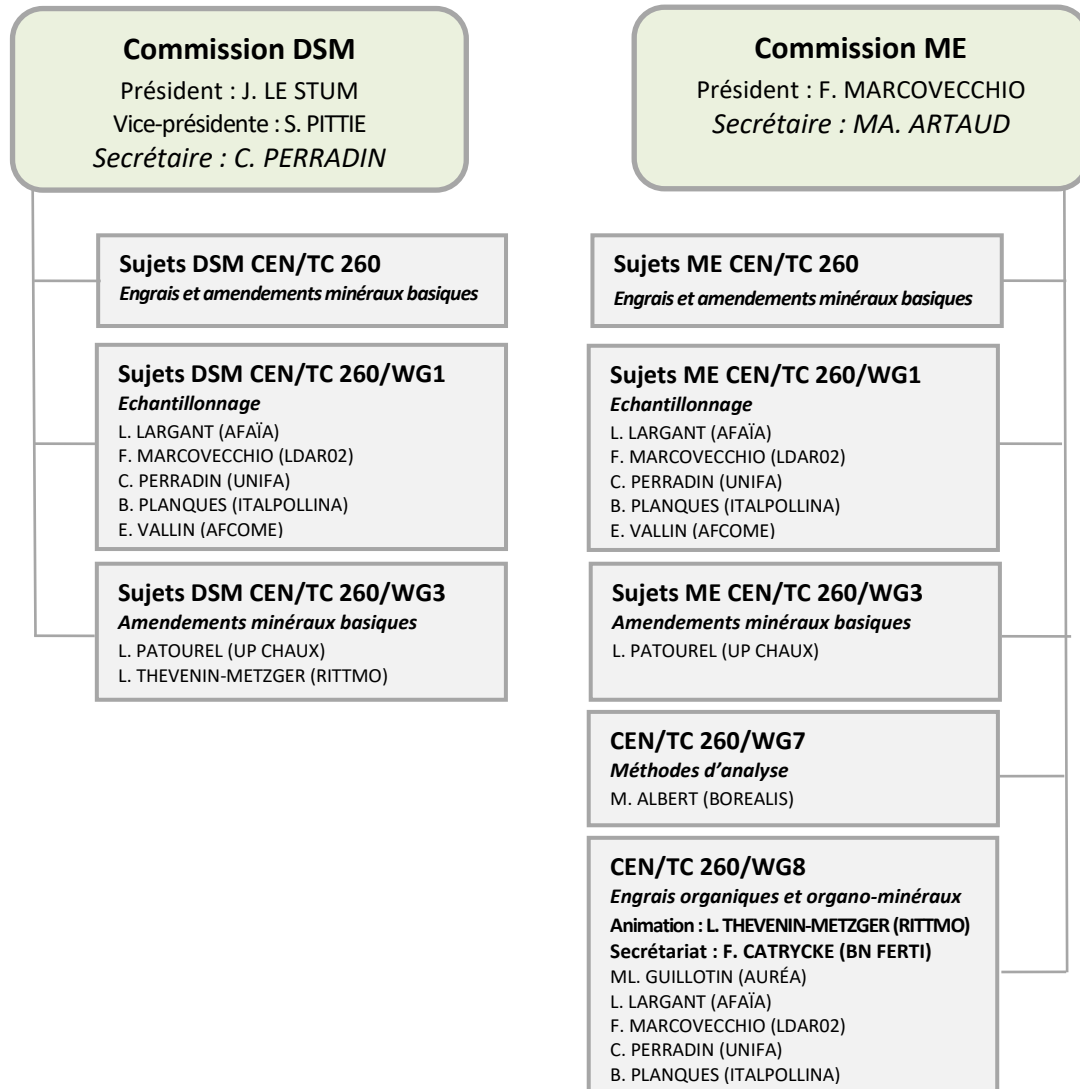 Commission DSM
Président : J. LE STUM
Vice-présidente : S. PITTIE
Secrétaire : C. PERRADIN
Sujets DSM CEN/TC 260
Engrais et amendements minéraux basiques
Sujets DSM CEN/TC 260/WG1
Echantillonnage
L. LARGANT (AFAÏA)
F. MARCOVECCHIO (LDAR02)
C. PERRADIN (UNIFA)
B. PLANQUES (ITALPOLLINA)
E. VALLIN (AFCOME)
Sujets DSM CEN/TC 260/WG3
Amendements minéraux basiques
L. PATOUREL (UP CHAUX)
L. THEVENIN-METZGER (RITTMO)
Commission ME
Président : F. MARCOVECCHIO
Secrétaire : MA. ARTAUD
Sujets ME CEN/TC 260
Engrais et amendements minéraux basiques
Sujets ME CEN/TC 260/WG1
Echantillonnage
L. LARGANT (AFAÏA)
F. MARCOVECCHIO (LDAR02)
C. PERRADIN (UNIFA)
B. PLANQUES (ITALPOLLINA)
E. VALLIN (AFCOME)
Sujets ME CEN/TC 260/WG3
Amendements minéraux basiques
L. PATOUREL (UP CHAUX)
CEN/TC 260/WG7
Méthodes d’analyse
M. ALBERT (BOREALIS)
CEN/TC 260/WG8
Engrais organiques et organo-minéraux
Animation : L. THEVENIN-METZGER (RITTMO)
Secrétariat : F. CATRYCKE (BN FERTI)
ML. GUILLOTIN (AURÉA)
L. LARGANT (AFAÏA)
F. MARCOVECCHIO (LDAR02)
C. PERRADIN (UNIFA)
B. PLANQUES (ITALPOLLINA)